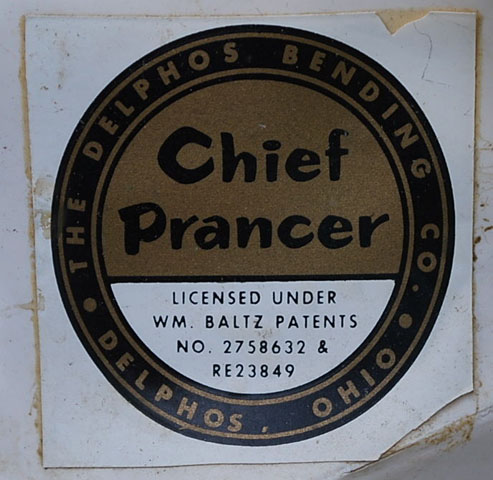 THE DELPHOS BENDING CO.
Chief
Prancer
LICENSED UNDER
WM. BALTZ PATENTS
NO. 2758632 &
RE23849
DELPHOS, OHIO